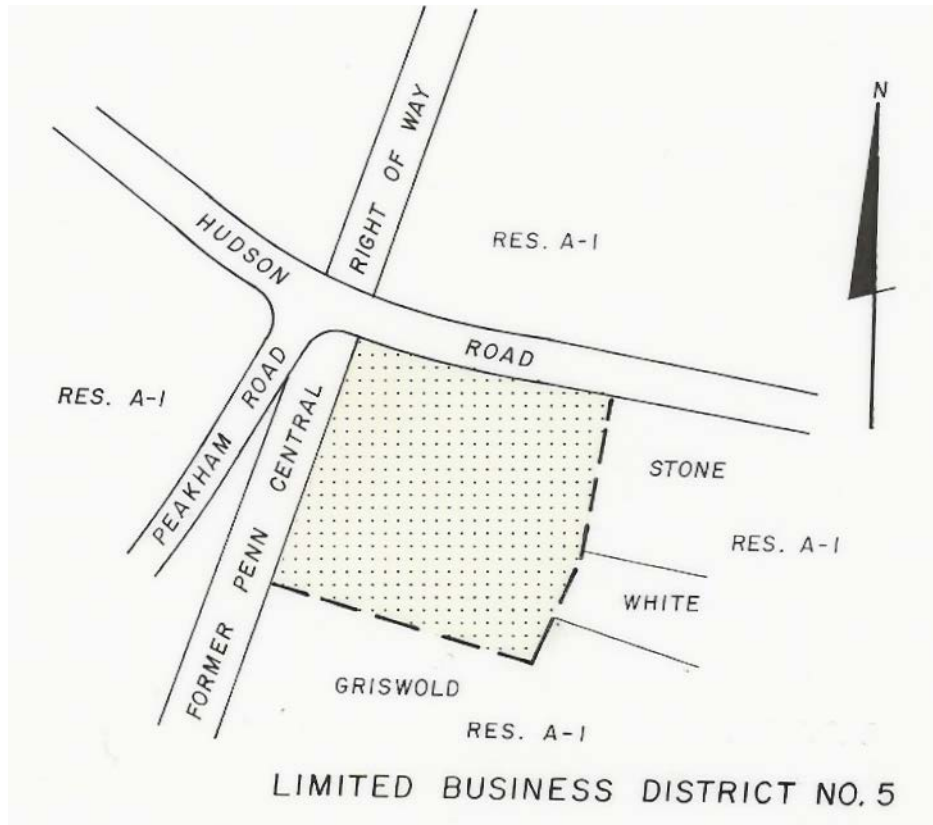 N
RIGHT OF WAY
HUDSON
RES. A-1
ROAD
PEAKHAM ROAD
RES. A-1
STONE
RES. A-1
FORMER PENN CENTRAL
WHITE
GRISWOLD
RES. A-1
LIMITED BUSINESS DISTRICT NO. 5